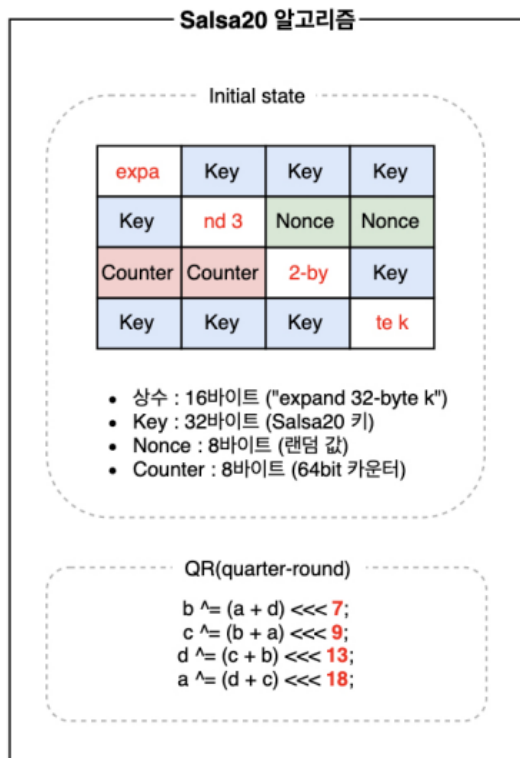 Salsa20 알고리즘
Initial state
expa Key Key Key
Key nd 3 Nonce Nonce
Counter Counter 2-by Key
Key Key Key te k
• 상수 : 16바이트 ("expand 32-byte k")
• Key : 32바이트 (Salsa20 키)
• Nonce : 8바이트 (랜덤 값)
• Counter : 8바이트 (64bit 카운터)
QR(quarter-round)
b ^= (a + d) <<< 7;
c ^= (b + a) <<< 9;
d ^= (c + b) <<< 13;
a ^= (d + c) <<< 18;